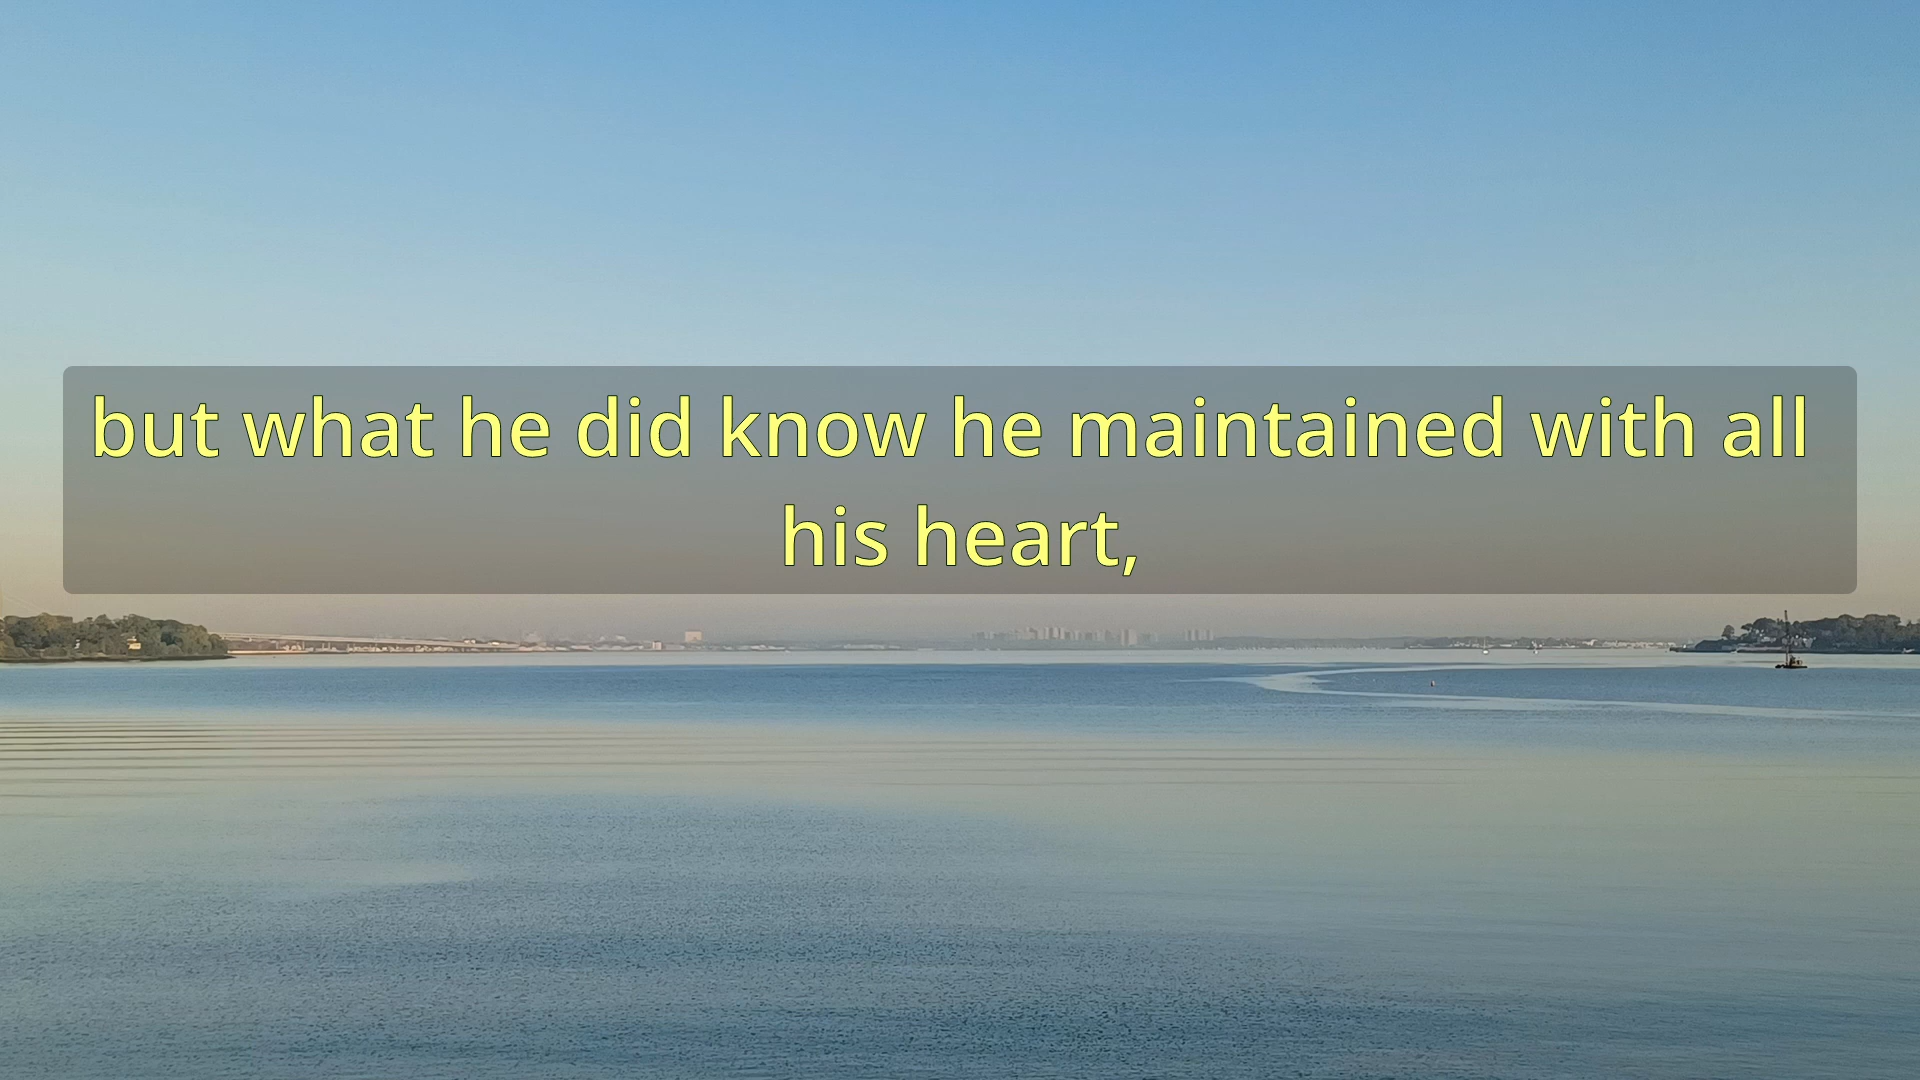 but what he did know he maintained with all
his heart,